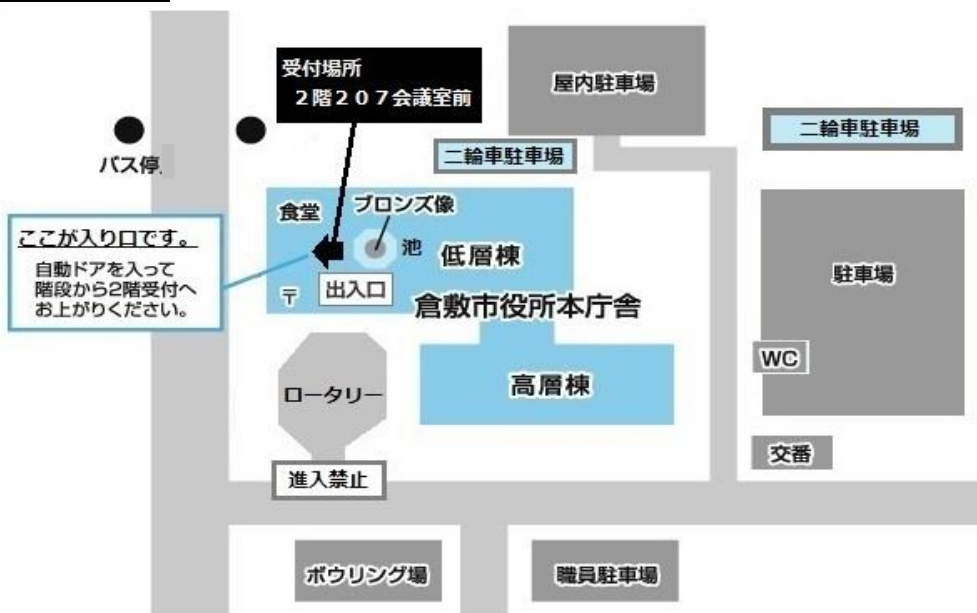 受付場所
２階２０７会議室前
屋内駐車場
二輪車駐車場
バス停
二輪車駐車場
食堂
ブロンズ像
ここが入り口です。
自動ドアを入って
階段から2階受付へ
お上がりください。
池
低層棟
駐車場
〒
出入口
倉敷市役所本庁舎
WC
ロータリー
高層棟
交番
進入禁止
ボウリング場
職員駐車場